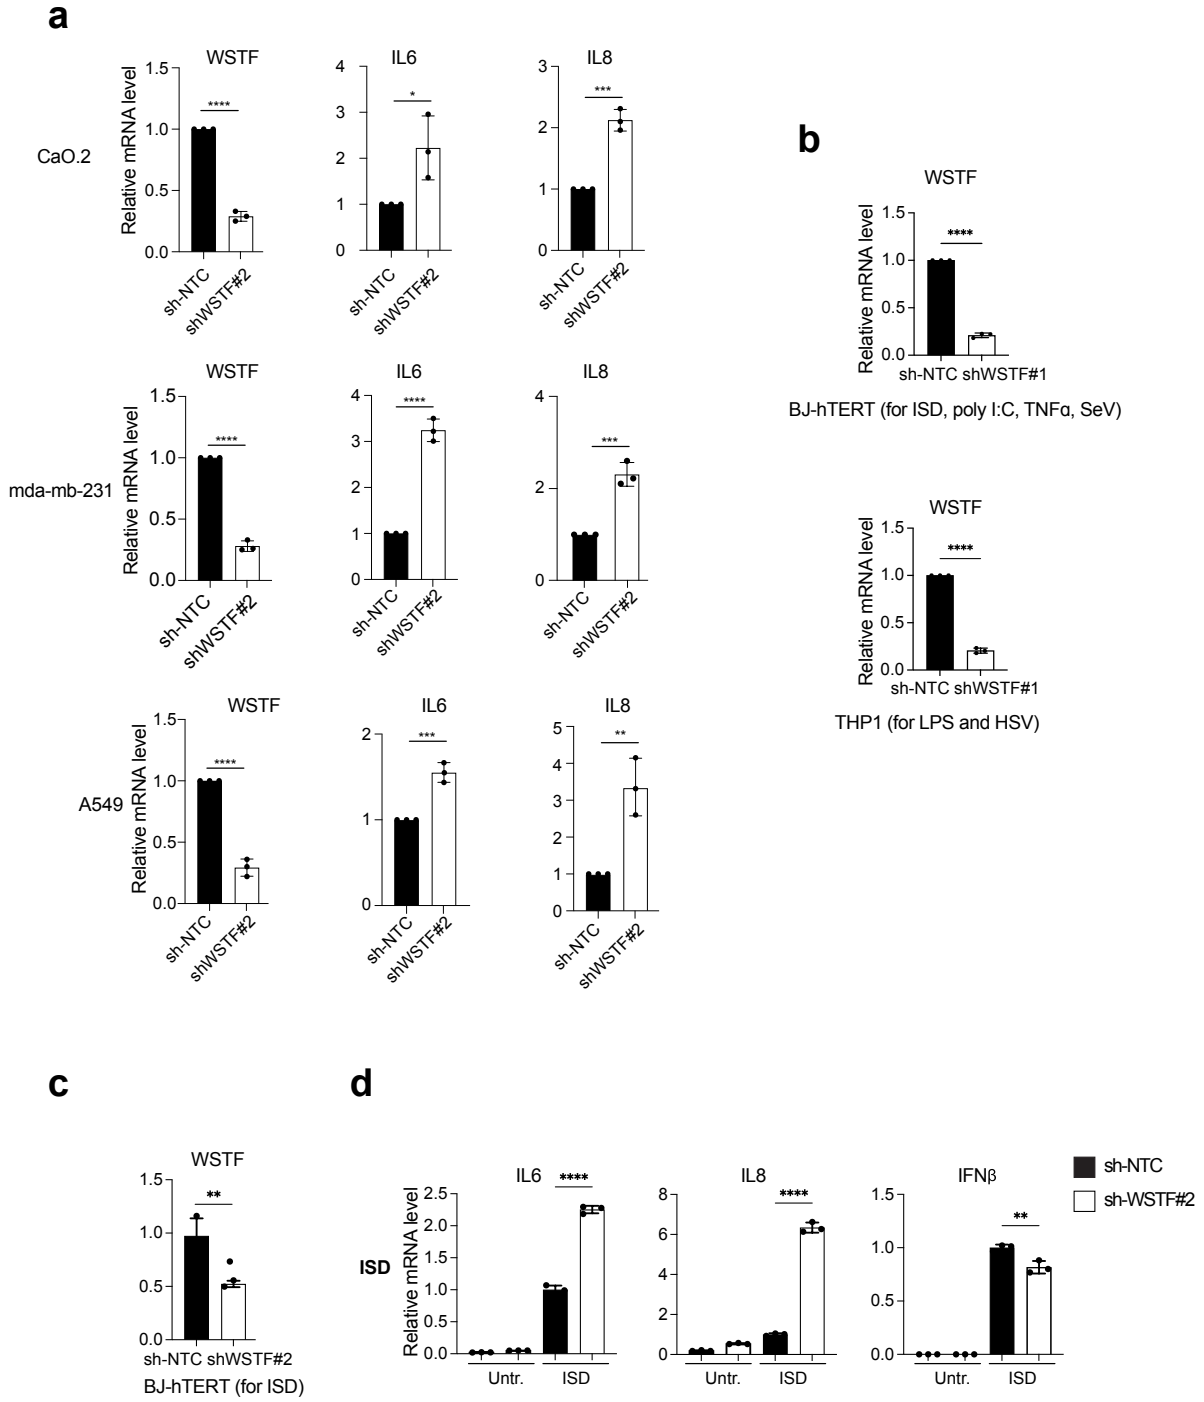 a
WSTF
IL6
IL8
CaO.2
Relative mRNA level
1.5
1.0
0.5
0.0
****
sh-NTC
shWSTF#2
4
3
2
1
0
*
sh-NTC
shWSTF#2
3
2
1
0
***
sh-NTC
shWSTF#2
WSTF
IL6
IL8
mda-mb-231
Relative mRNA level
1.5
1.0
0.5
0.0
****
sh-NTC
shWSTF#2
4
3
2
1
0
****
sh-NTC
shWSTF#2
4
2
0
***
sh-NTC
shWSTF#2
WSTF
IL6
IL8
A549
Relative mRNA level
1.5
1.0
0.5
0.0
****
sh-NTC
shWSTF#2
2
1
0
***
sh-NTC
shWSTF#2
5
4
3
2
1
0
**
sh-NTC
shWSTF#2
b
WSTF
Relative mRNA level
1.5
1.0
0.5
0.0
****
sh-NTC shWSTF#1
BJ-hTERT (for ISD, poly I:C, TNFα, SeV)
WSTF
Relative mRNA level
1.5
1.0
0.5
0.0
****
sh-NTC shWSTF#1
THP1 (for LPS and HSV)
c
WSTF
1.5
1.0
0.5
0.0
**
sh-NTC shWSTF#2
BJ-hTERT (for ISD)
d
ISD
Relative mRNA level
IL6
2.5
2.0
1.5
1.0
0.5
0.0
****
Untr. ISD
IL8
8
6
4
2
0
****
Untr. ISD
IFNβ
1.5
1.0
0.5
0.0
**
Untr. ISD
sh-NTC
sh-WSTF#2